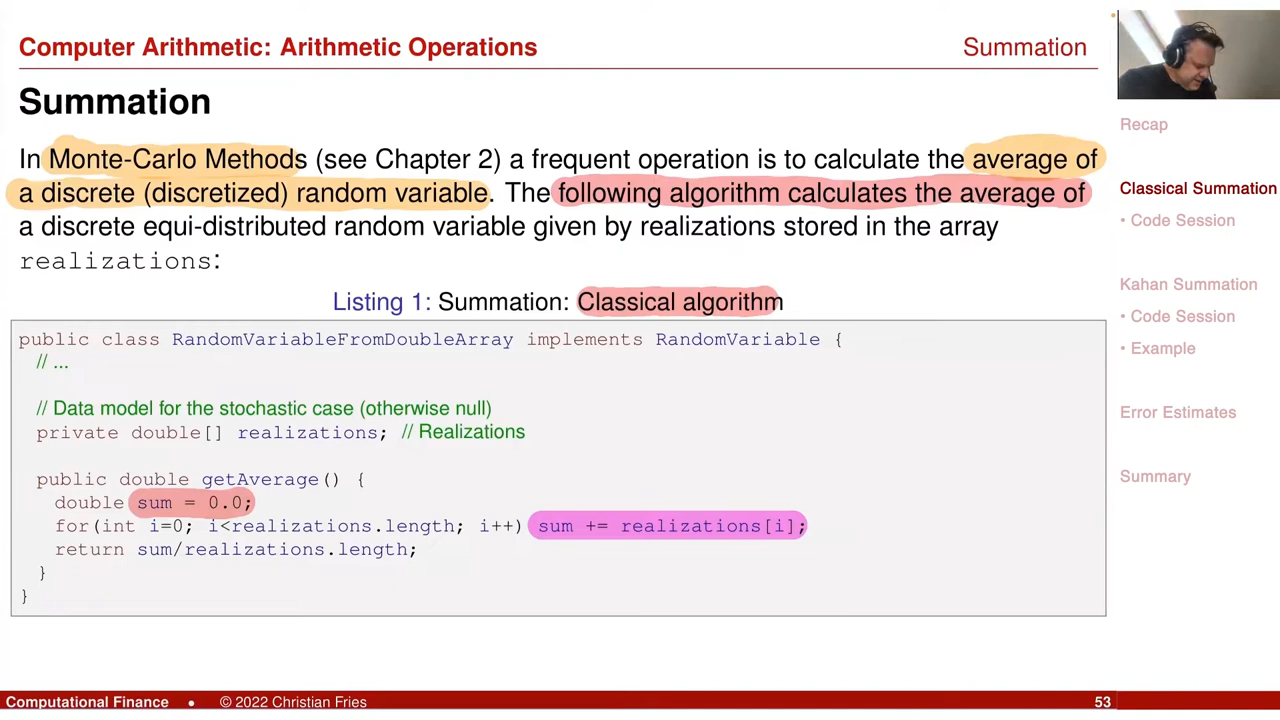 Computer Arithmetic: Arithmetic Operations
Summation
Summation
In Monte-Carlo Methods (see Chapter 2) a frequent operation is to calculate the average of
a discrete (discretized) random variable. The following algorithm calculates the average of
a discrete equi-distributed random variable given by realizations stored in the array
realizations:
Listing 1: Summation: Classical algorithm
public class RandomVariableFromDoubleArray implements RandomVariable {
// ...
// Data model for the stochastic case (otherwise null)
private double[] realizations; // Realizations
public double getAverage() {
double sum = 0.0;
for(int i=0; i<realizations.length; i++) sum += realizations[i];
return sum/realizations.length;
}
}
Recap
Classical Summation
• Code Session
Kahan Summation
• Code Session
• Example
Error Estimates
Summary
Computational Finance • © 2022 Christian Fries
53